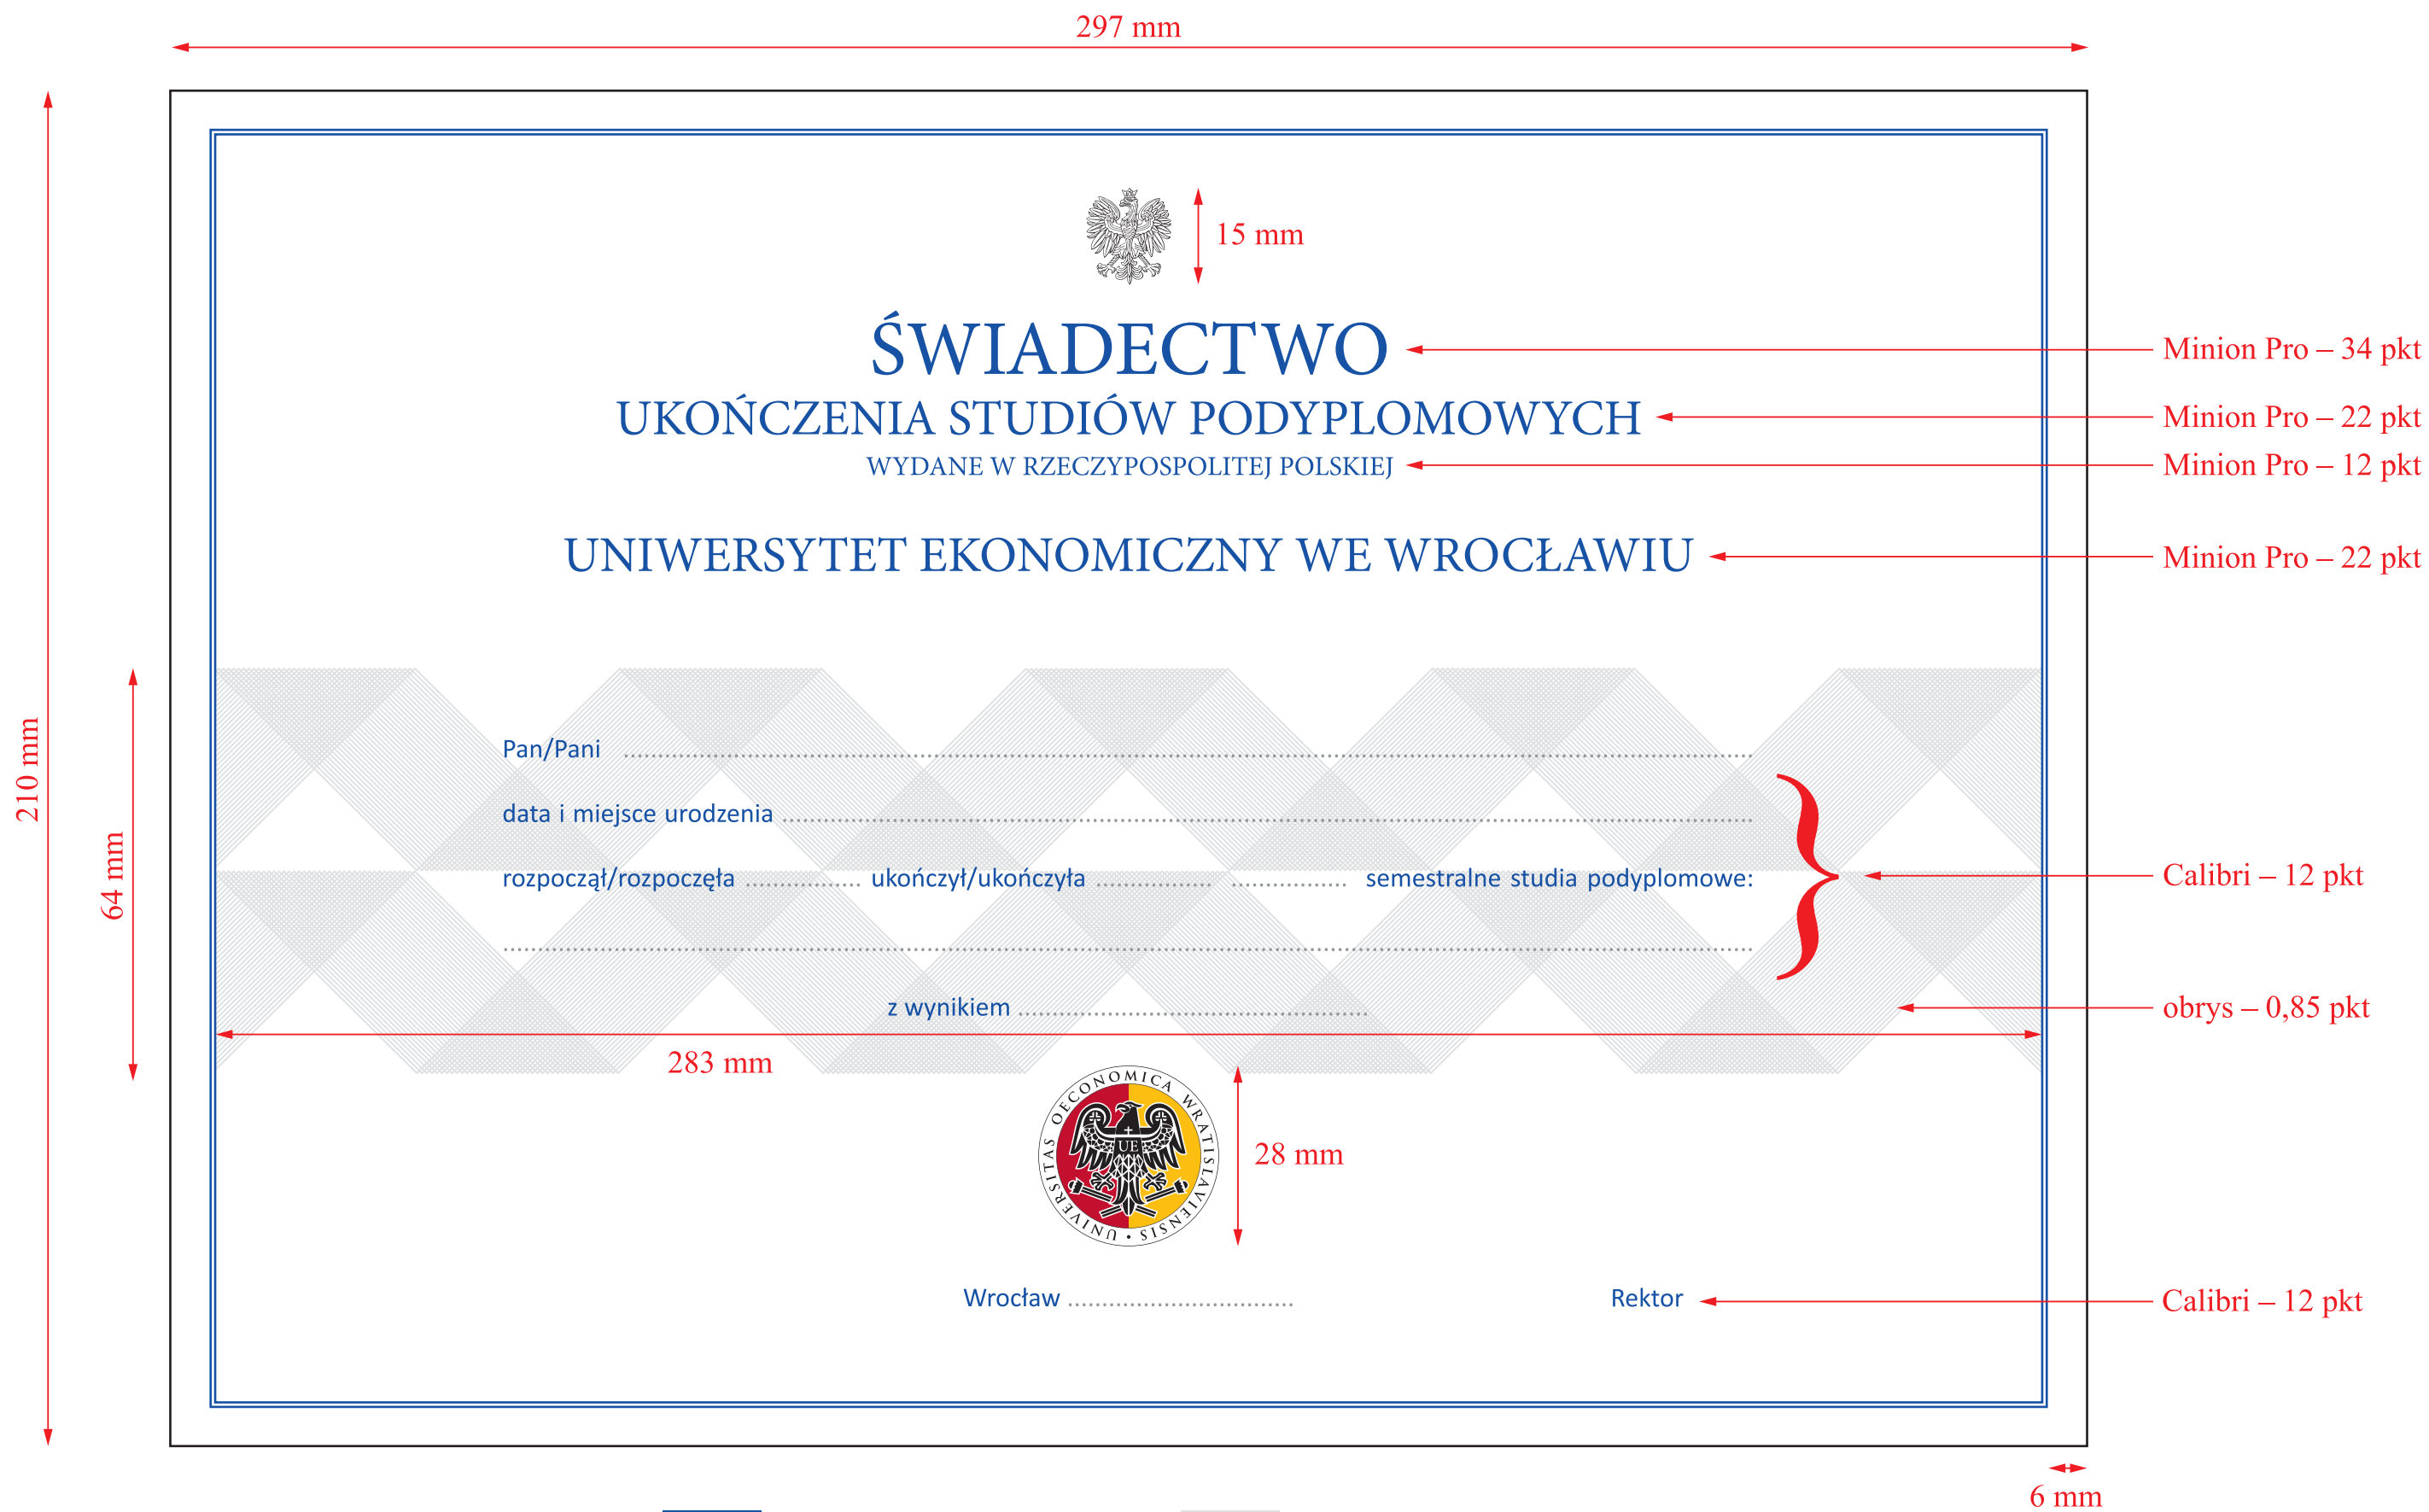 297 mm
15 mm
ŚWIADECTWO
Minion Pro – 34 pkt
UKOŃCZENIA STUDIÓW PODYPLOMOWYCH
Minion Pro – 22 pkt
WYDANE W RZECZYPOSPOLITEJ POLSKIEJ
Minion Pro – 12 pkt
UNIWERSYTET EKONOMICZNY WE WROCŁAWIU
Minion Pro – 22 pkt
210 mm
64 mm
Pan/Pani ........................................
data i miejsce urodzenia ........................................
rozpoczął/rozpoczęła ................ ukończył/ukończyła ................ ................ semestralne studia podyplomowe:
Calibri – 12 pkt
z wynikiem ........................................
obrys – 0,85 pkt
283 mm
UNIVERSITAS OECONOMICA WRATISLAVIENSIS •
UE
28 mm
Wrocław ................................
Rektor
Calibri – 12 pkt
6 mm